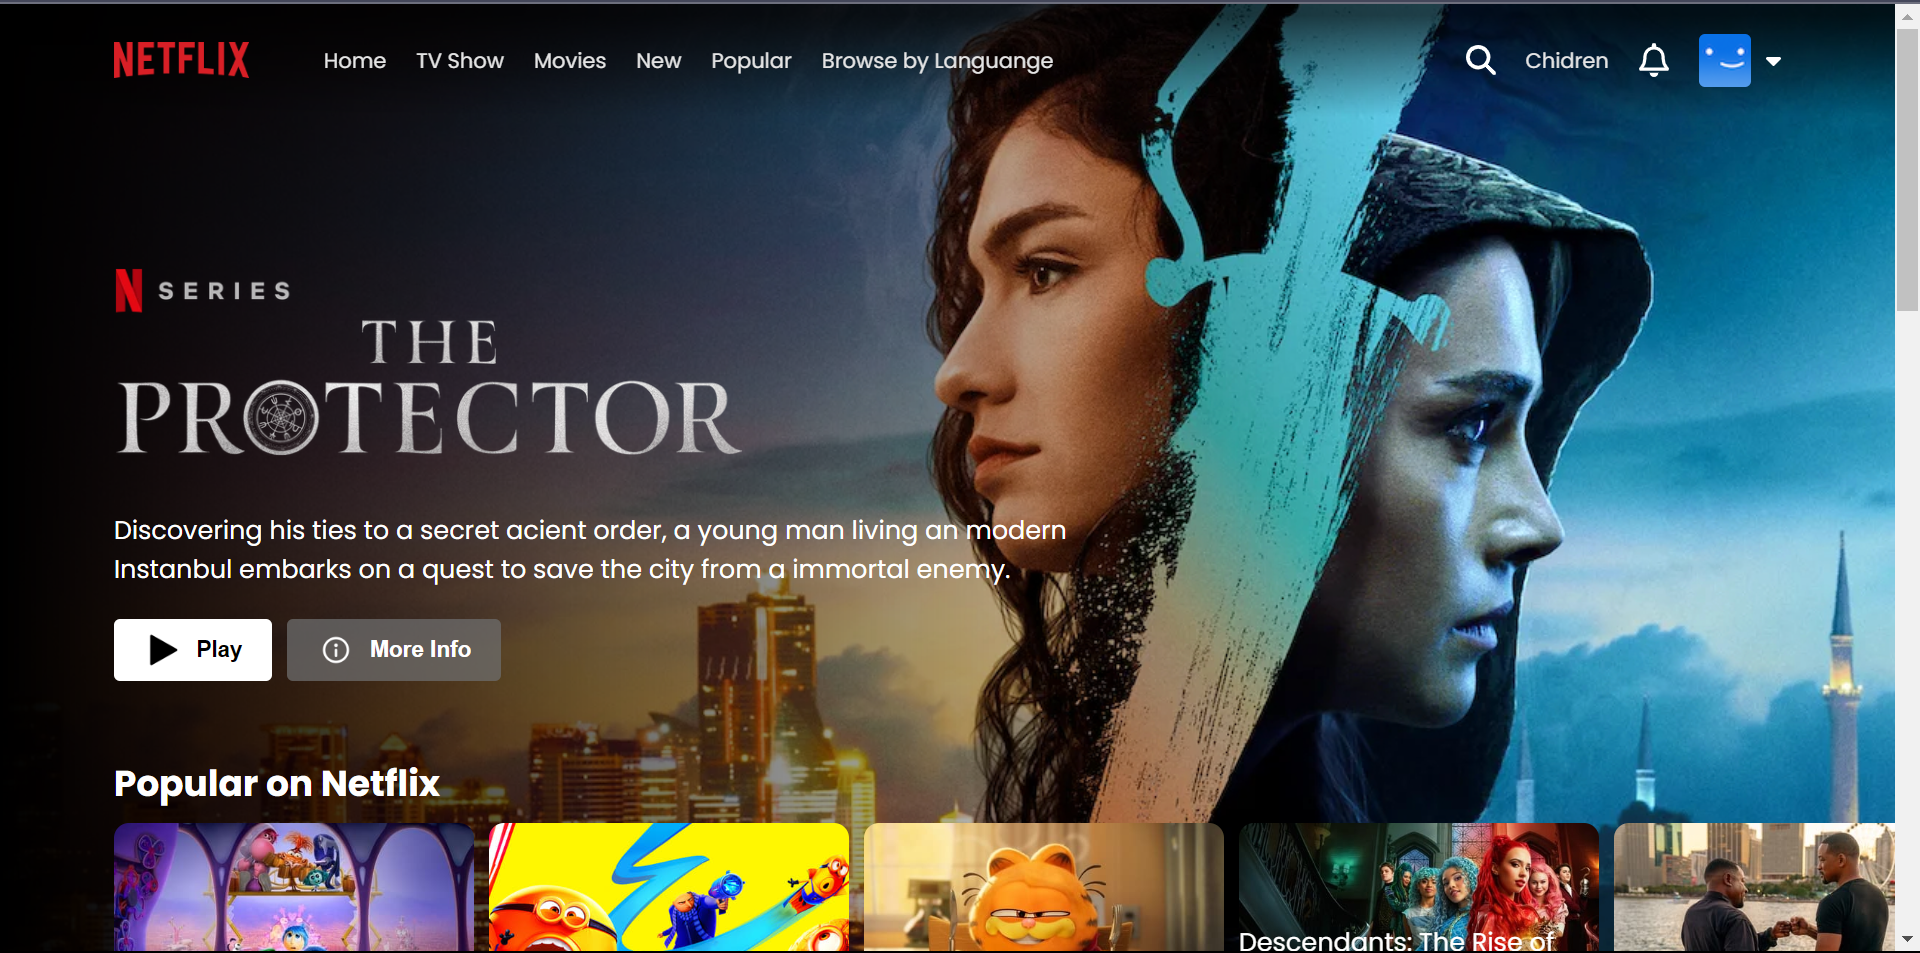 NETFLIX
Home TV Show Movies New Popular Browse by Languange Chidren
N SERIES
THE
PROTECTOR
Discovering his ties to a secret acient order, a young man living an modern
Instanbul embarks on a quest to save the city from a immortal enemy.
Play More Info
Popular on Netflix
Descendants: The Rise of